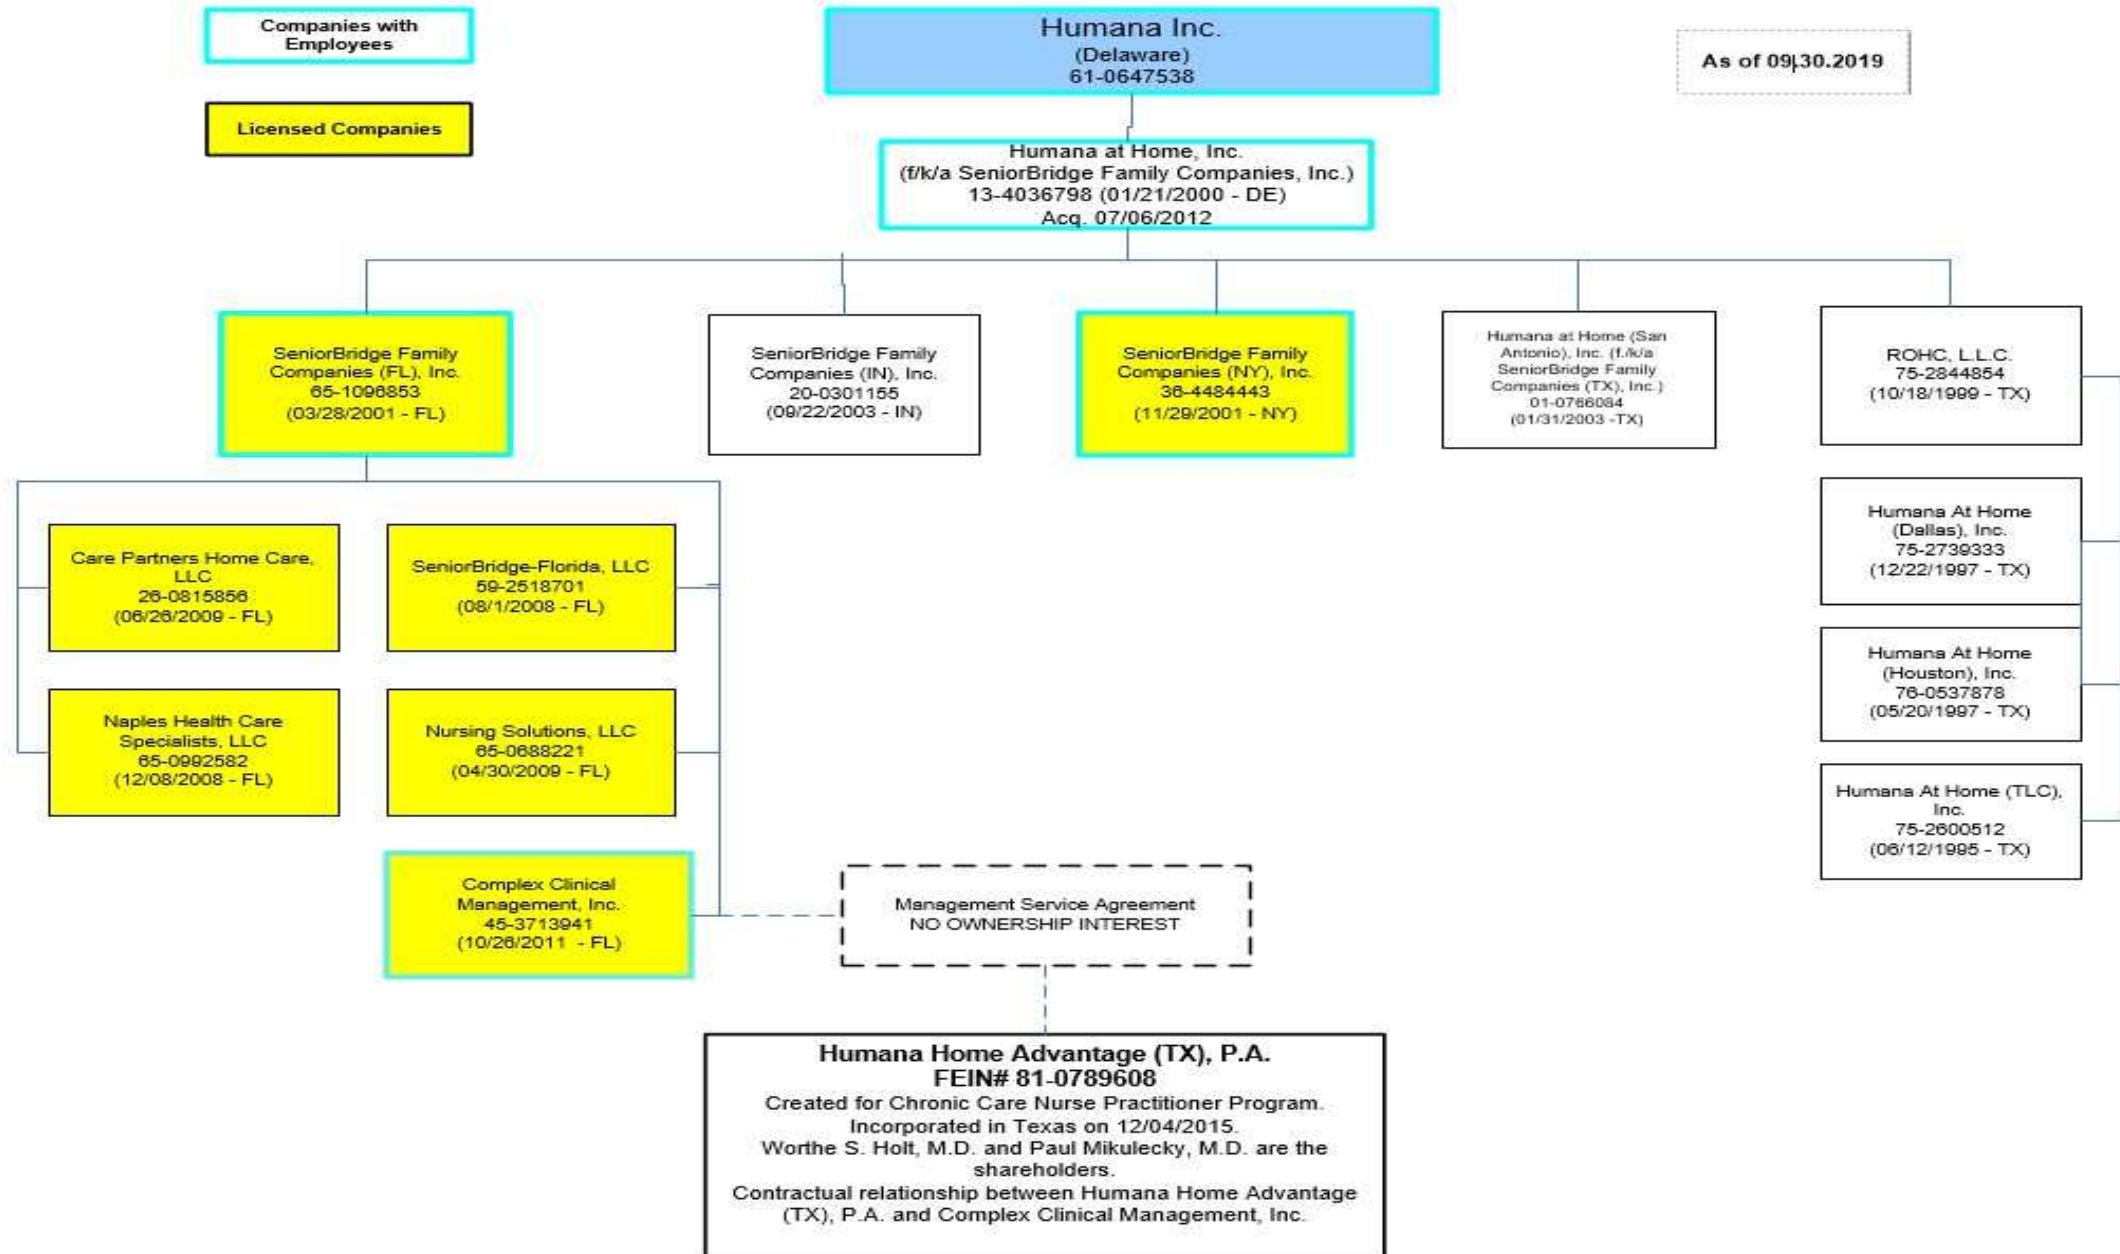 Companies with
Employees
Licensed Companies
Humana Inc.
(Delaware)
61-0647538
As of 09.30.2019
Humana at Home, Inc.
(f/k/a SeniorBridge Family Companies, Inc.)
13-4036798 (01/21/2000 - DE)
Acq. 07/06/2012
SeniorBridge Family
Companies (FL), Inc.
65-1096853
(03/28/2001 - FL)
SeniorBridge Family
Companies (IN), Inc.
20-0301155
(09/22/2003 - IN)
SeniorBridge Family
Companies (NY), Inc.
36-4484443
(11/29/2001 - NY)
Humana at Home (San
Antonio), Inc. (f./k/a
SeniorBridge Family
Companies (TX), Inc.)
01-0766084
(01/31/2003 -TX)
ROHC, L.L.C.
75-2844854
(10/18/1999 - TX)
Care Partners Home Care,
LLC
26-0815856
(06/26/2009 - FL)
SeniorBridge-Florida, LLC
59-2518701
(08/1/2008 - FL)
Humana At Home
(Dallas), Inc.
75-2739333
(12/22/1997 - TX)
Naples Health Care
Specialists, LLC
65-0992582
(12/08/2008 - FL)
Nursing Solutions, LLC
65-0688221
(04/30/2009 - FL)
Humana At Home
(Houston), Inc.
76-0537878
(05/20/1997 - TX)
Humana At Home (TLC),
Inc.
75-2600512
(06/12/1995 - TX)
Complex Clinical
Management, Inc.
45-3713941
(10/26/2011 - FL)
Management Service Agreement
NO OWNERSHIP INTEREST
Humana Home Advantage (TX), P.A.
FEIN# 81-0789608
Created for Chronic Care Nurse Practitioner Program.
Incorporated in Texas on 12/04/2015.
Worthe S. Holt, M.D. and Paul Mikulecky, M.D. are the
shareholders.
Contractual relationship between Humana Home Advantage
(TX), P.A. and Complex Clinical Management, Inc.